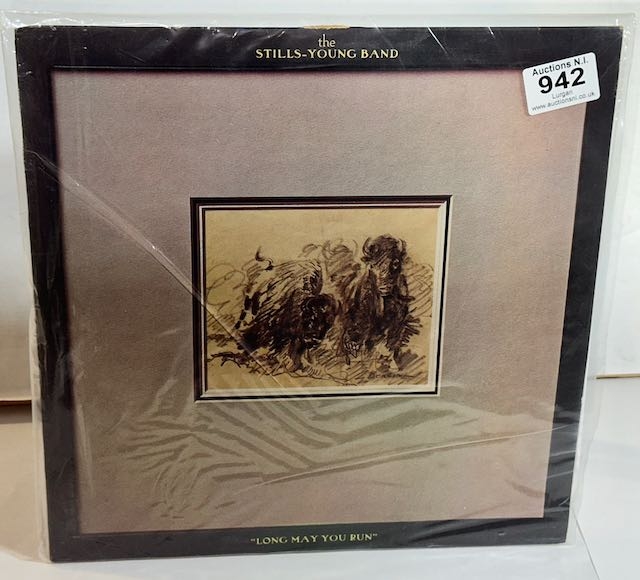 the
STILLS-YOUNG BAND
Auctions N.I.
942
Lurgan
www.auctionsni.co.uk
"LONG MAY YOU RUN"